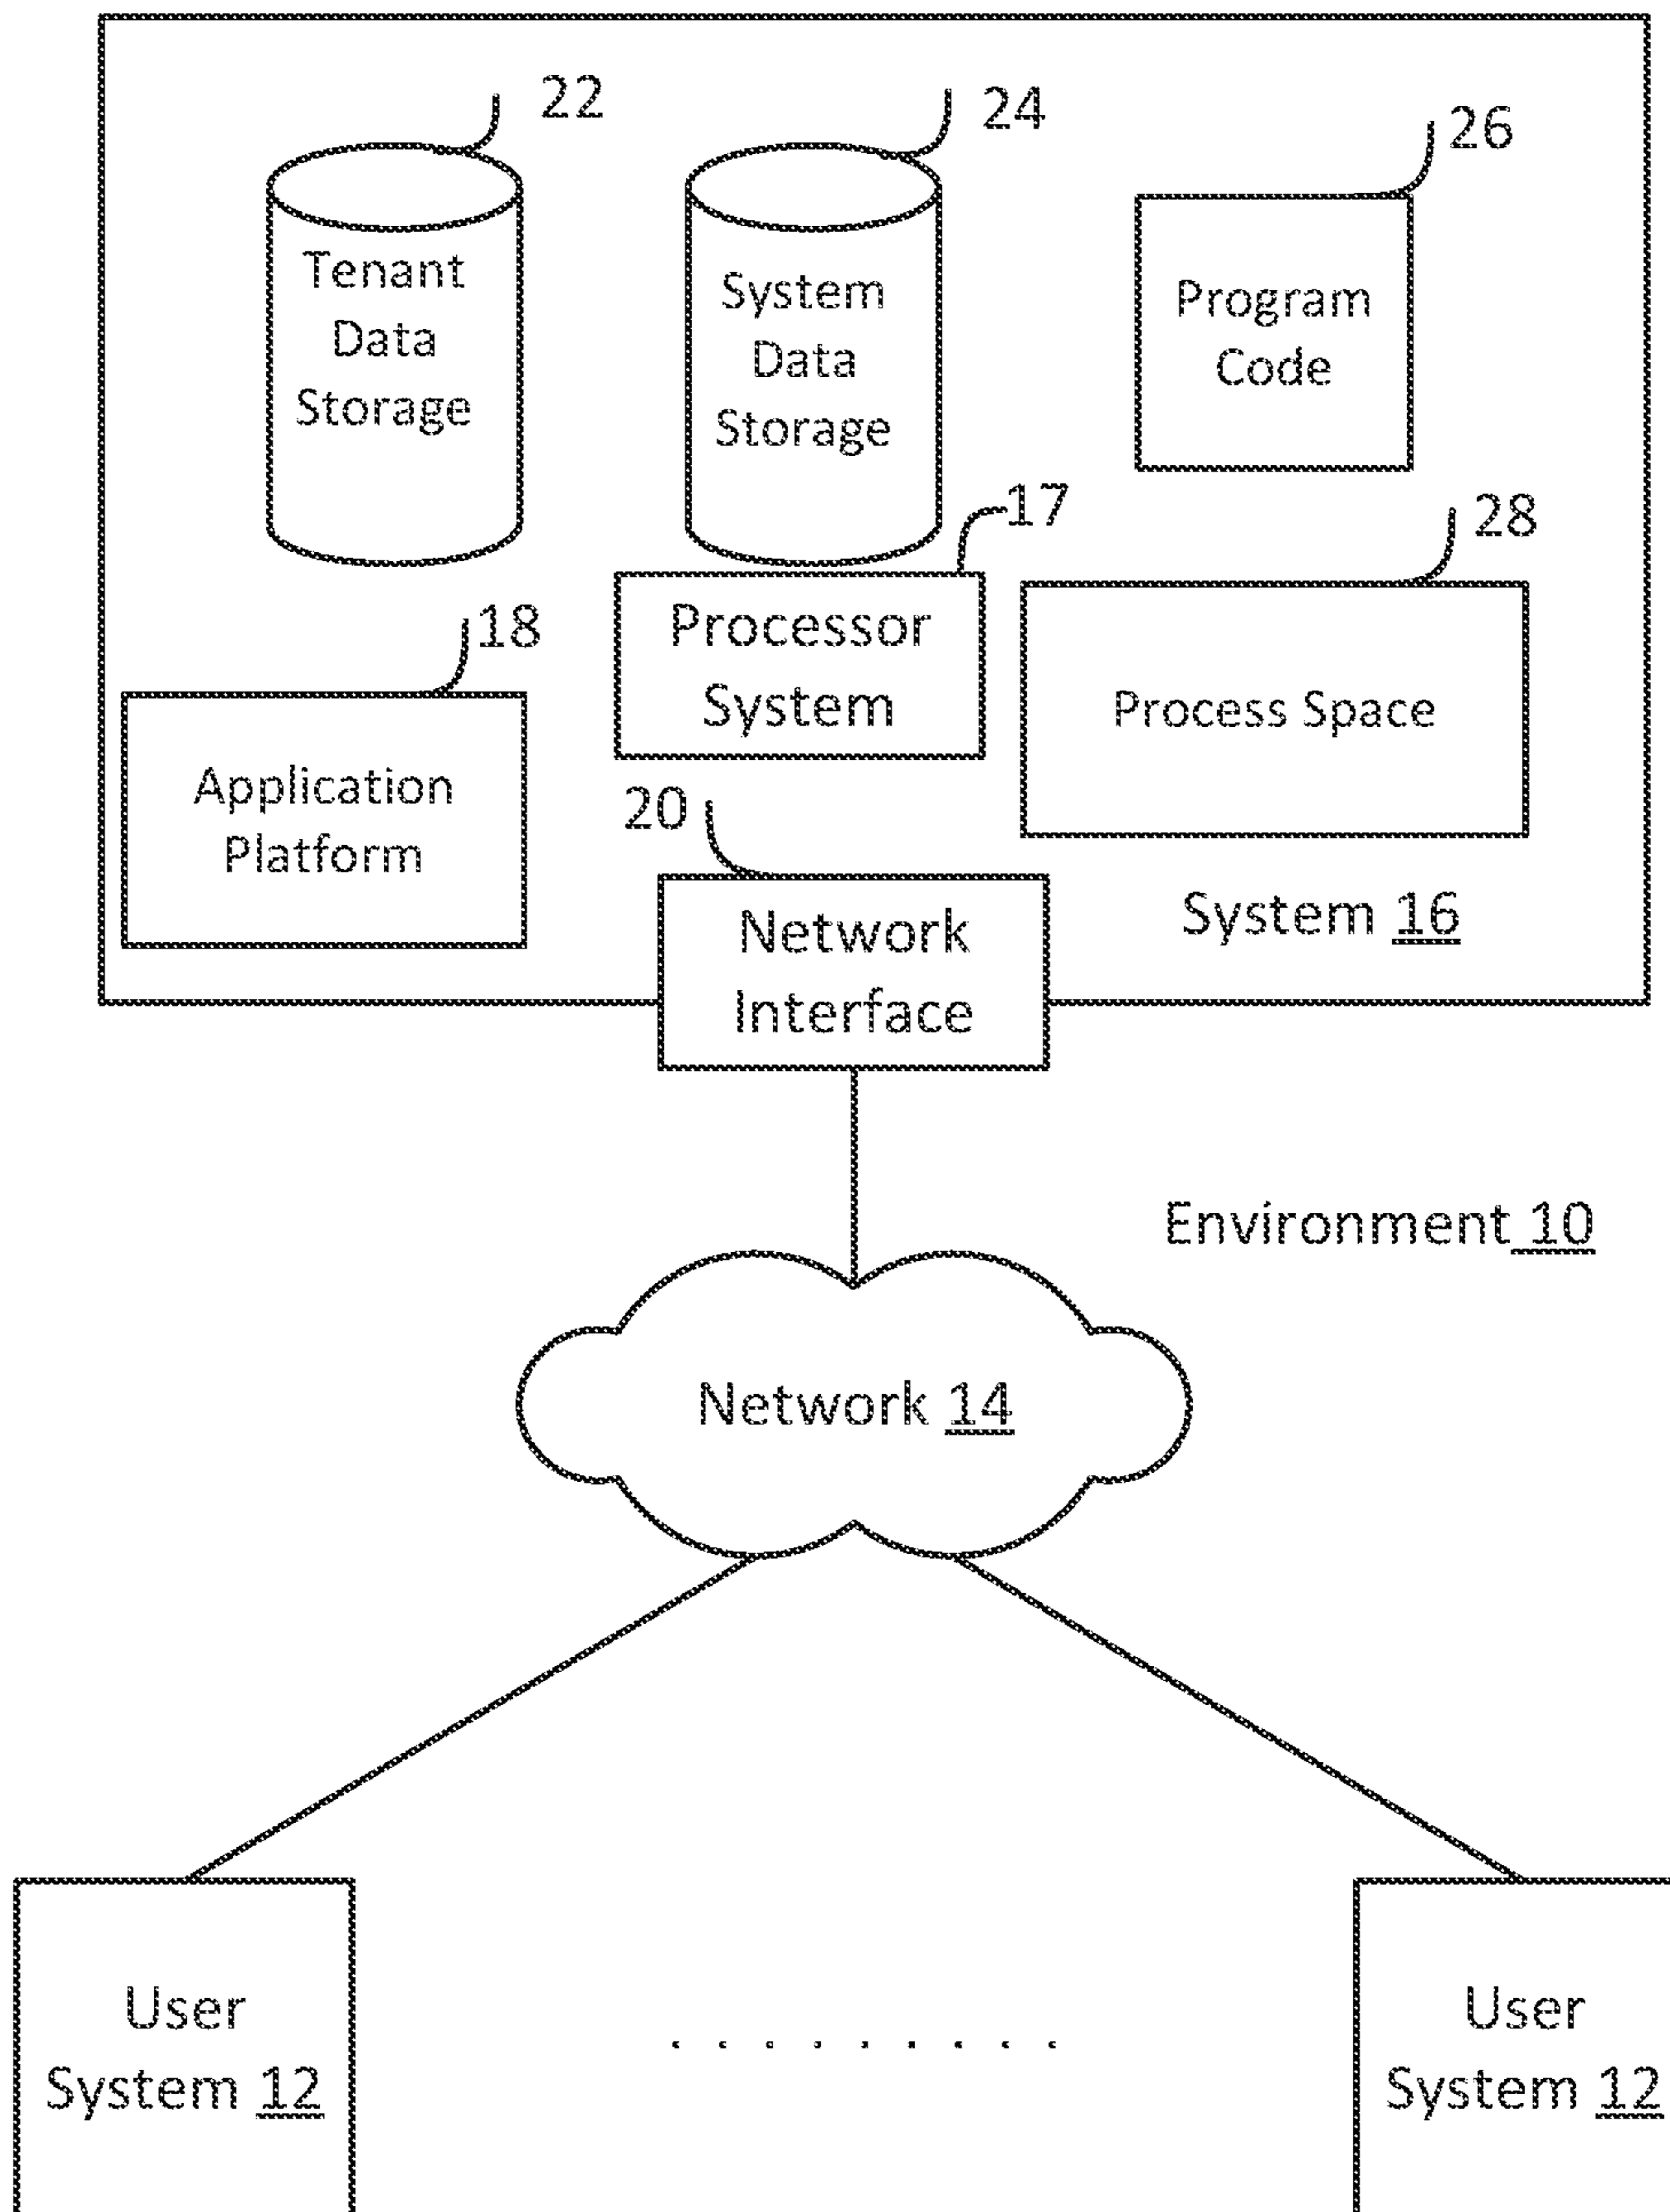 22
24
26
Tenant
Data
Storage
System
Data
Storage
Program
Code
17
28
18
Processor
System
Process Space
Application
Platform
20
Network
Interface
System 16
Environment 10
Network 14
User
System 12
User
System 12